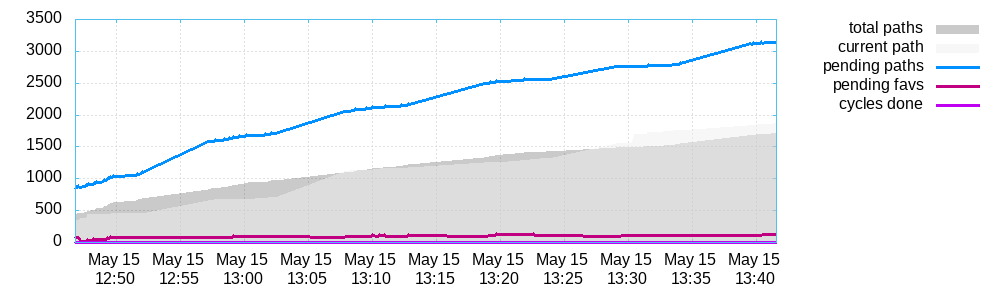 3500
3000
2500
2000
1500
1000
500
0
May 15 May 15 May 15 May 15 May 15 May 15 May 15 May 15 May 15 May 15 May 15
12:50 12:55 13:00 13:05 13:10 13:15 13:20 13:25 13:30 13:35 13:40
total paths
current path
pending paths
pending favs
cycles done